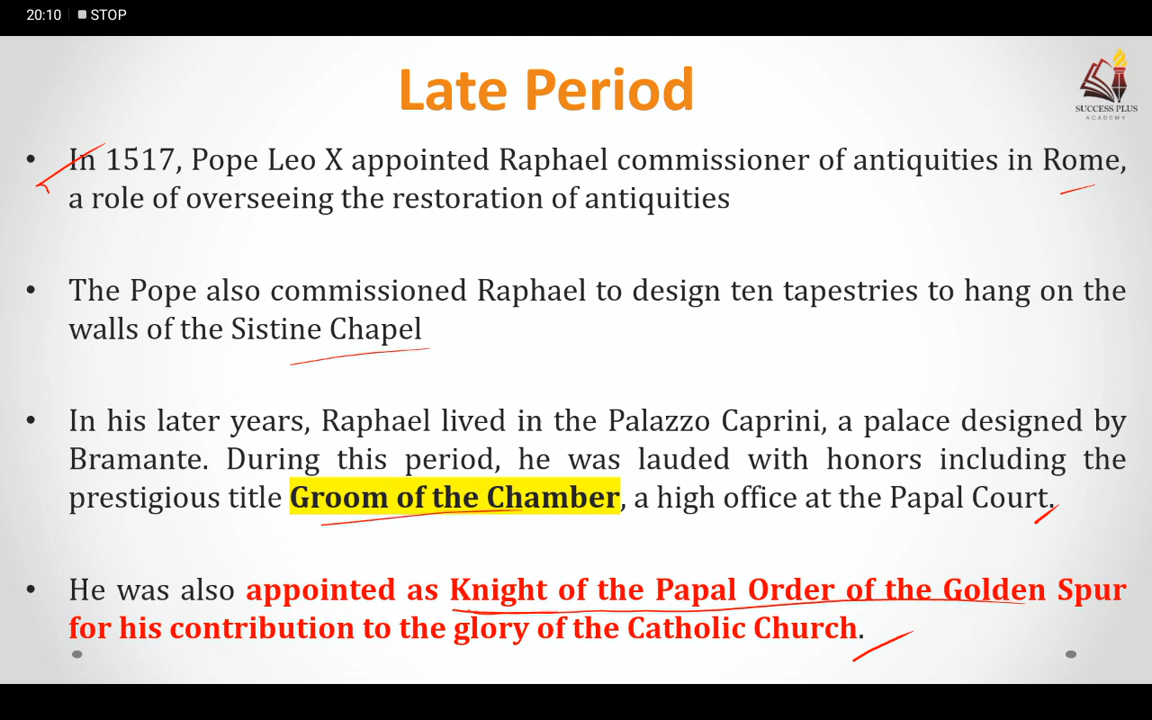 20:10 STOP
Late Period
SUCCESS PLUS
ACADEMY
• In 1517, Pope Leo X appointed Raphael commissioner of antiquities in Rome,
a role of overseeing the restoration of antiquities
• The Pope also commissioned Raphael to design ten tapestries to hang on the
walls of the Sistine Chapel
• In his later years, Raphael lived in the Palazzo Caprini, a palace designed by
Bramante. During this period, he was lauded with honors including the
prestigious title Groom of the Chamber, a high office at the Papal Court.
• He was also appointed as Knight of the Papal Order of the Golden Spur
for his contribution to the glory of the Catholic Church.